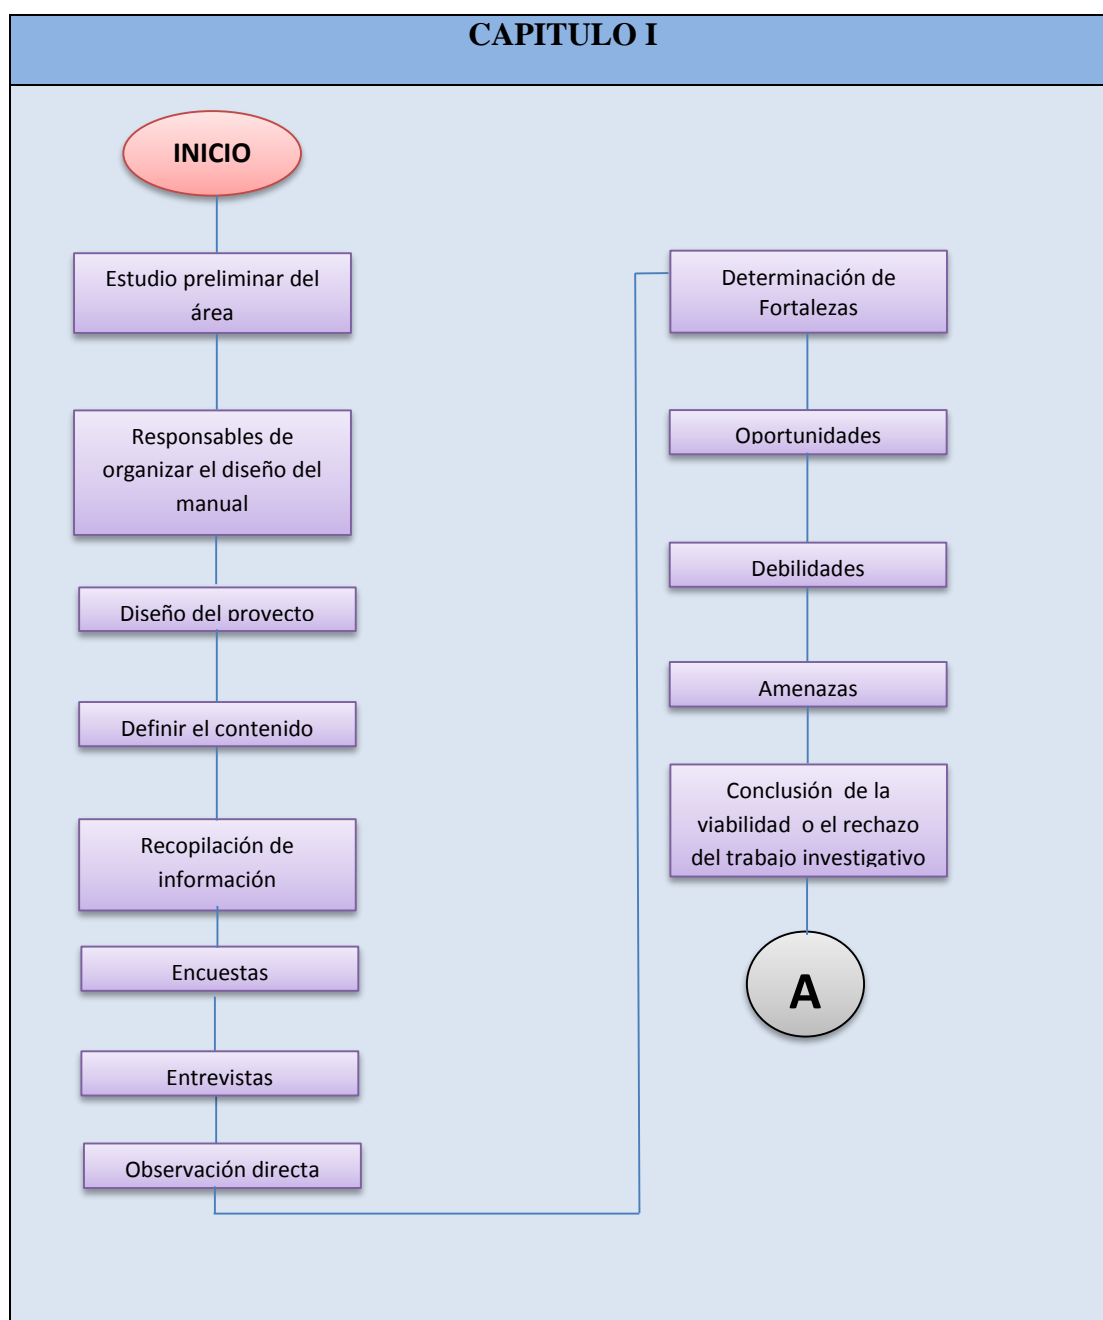 CAPITULO I
INICIO
Estudio preliminar del
área
Responsables de
organizar el diseño del
manual
Diseño del proyecto
Definir el contenido
Recopilación de
información
Encuestas
Entrevistas
Observación directa
Determinación de
Fortalezas
Oportunidades
Debilidades
Amenazas
Conclusión de la
viabilidad o el rechazo
del trabajo investigativo
A